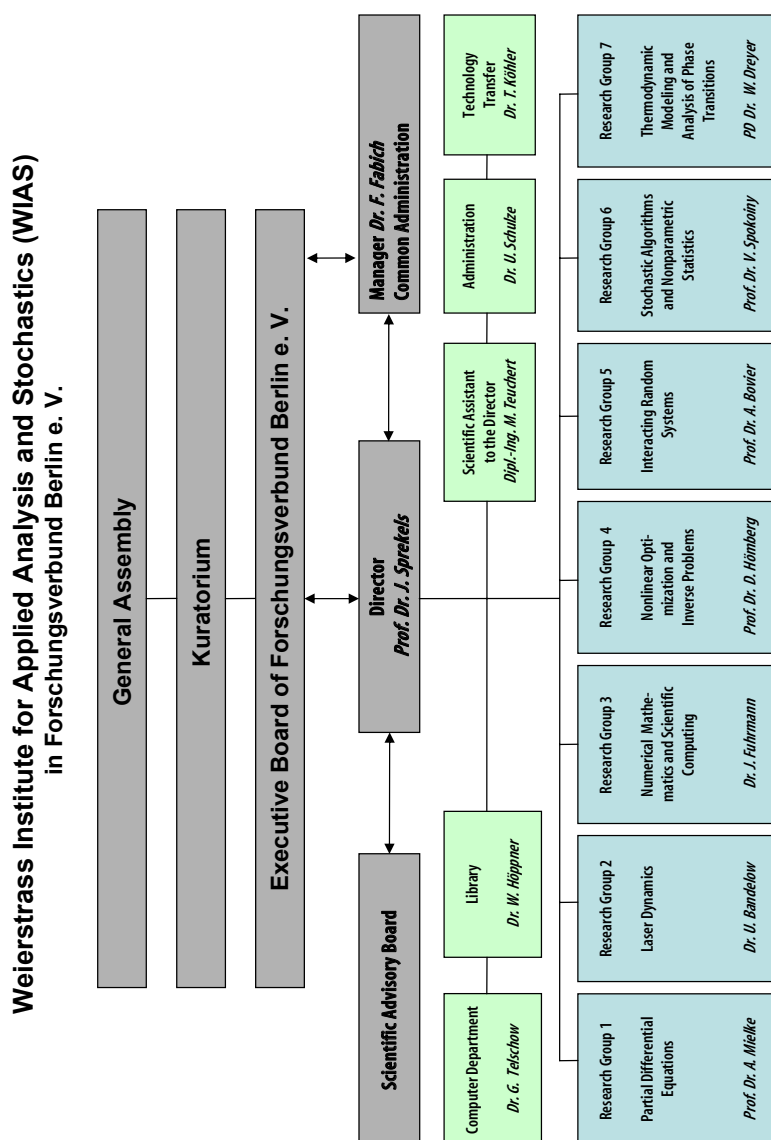 Weierstrass Institute for Applied Analysis and Stochastics (WIAS)
in Forschungsverbund Berlin e. V.
General Assembly
Kuratorium
Executive Board of Forschungsverbund Berlin e. V.
Scientific Advisory Board
Director
Prof. Dr. J. Sprekels
Manager Dr. F. Fabich
Common Administration
Computer Department
Dr. G. Telschow
Library
Dr. W. Höppner
Scientific Assistant
to the Director
Dipl.-Ing. M. Teuchert
Administration
Dr. U. Schulze
Technology
Transfer
Dr. T. Köhler
Research Group 1
Partial Differential
Equations
Prof. Dr. A. Mielke
Research Group 2
Laser Dynamics
Dr. U. Bandelow
Research Group 3
Numerical Mathe-
matics and Scientific
Computing
Dr. J. Fuhrmann
Research Group 4
Nonlinear Opti-
mization and
Inverse Problems
Prof. Dr. D. Hömberg
Research Group 5
Interacting Random
Systems
Prof. Dr. A. Bovier
Research Group 6
Stochastic Algorithms
and Nonparametric
Statistics
Prof. Dr. V. Spokoiny
Research Group 7
Thermodynamic
Modeling and
Analysis of Phase
Transitions
PD Dr. W. Dreyer